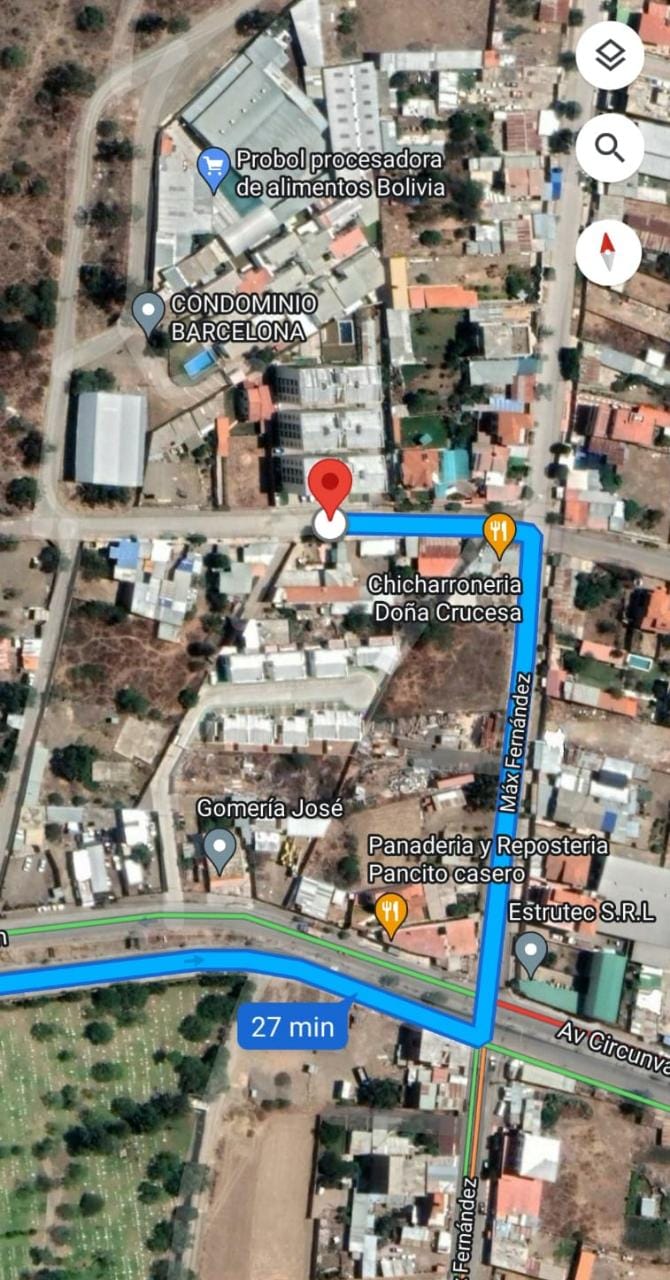 Probol procesadora
de alimentos Bolivia
CONDOMINIO
BARCELONA
Chicharroneria
Doña Crucesa
Máx Fernández
Gomería José
Panaderia y Reposteria
Pancito casero
Estrutec S.R.L
n
27 min
Av Circunva
Fernández